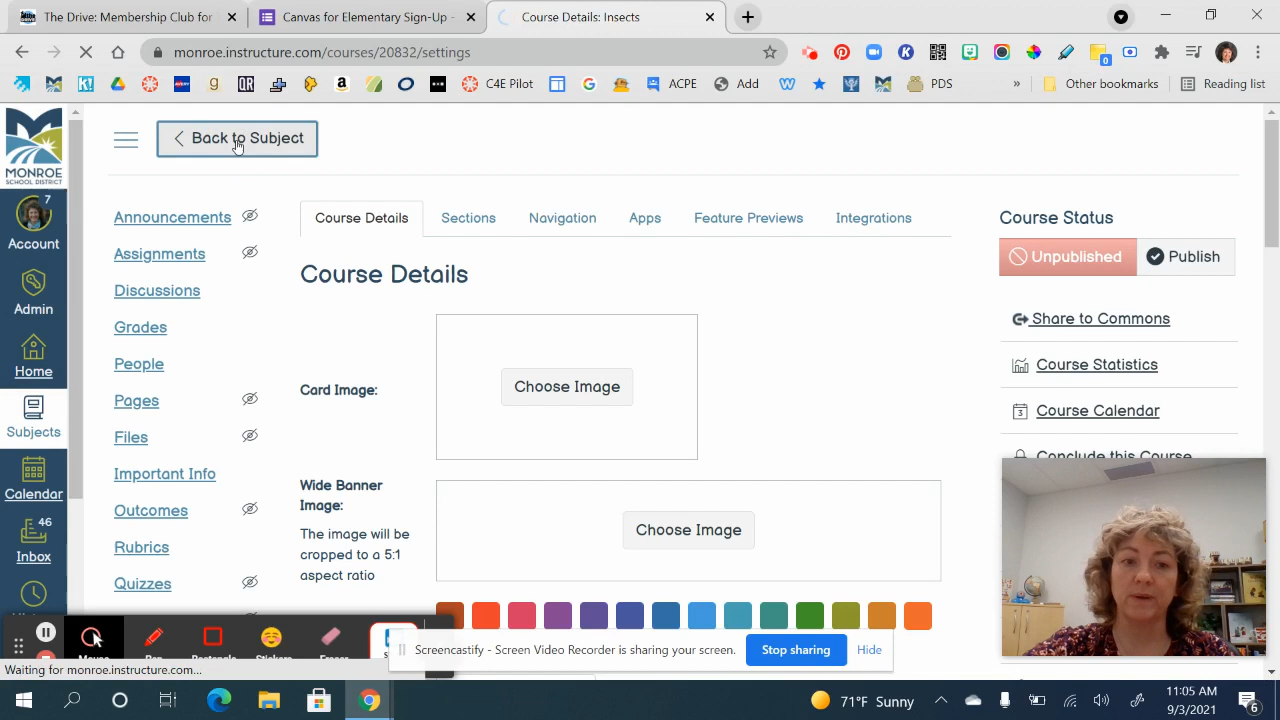 The Drive: Membership Club for
Canvas for Elementary Sign-Up -
Course Details: Insects
monroe.instructure.com/courses/20832/settings
C4E Pilot
ACPE
Add
PDS
Other bookmarks
Reading list
MONROE
SCHOOL DISTRICT
Back to Subject
7
Account
Admin
Home
Subjects
Calendar
46
Inbox
Announcements
Assignments
Discussions
Grades
People
Pages
Files
Important Info
Outcomes
Rubrics
Quizzes
Course Details
Sections
Navigation
Apps
Feature Previews
Integrations
Course Details
Card Image:
Choose Image
Wide Banner
Image:
The image will be
cropped to a 5:1
aspect ratio
Choose Image
Course Status
Unpublished
Publish
Share to Commons
Course Statistics
3
Course Calendar
Conclude this Course
Screencastify - Screen Video Recorder is sharing your screen.
Stop sharing
Hide
Waiting for monroe.instructure.com...
71°F Sunny
11:05 AM
9/3/2021
6